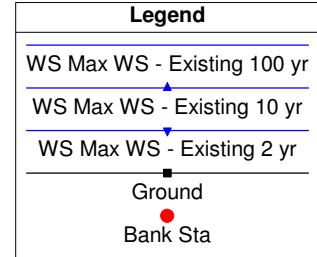 Legend
WS Max WS - Existing 100 yr
WS Max WS - Existing 10 yr
WS Max WS - Existing 2 yr
Ground
Bank Sta